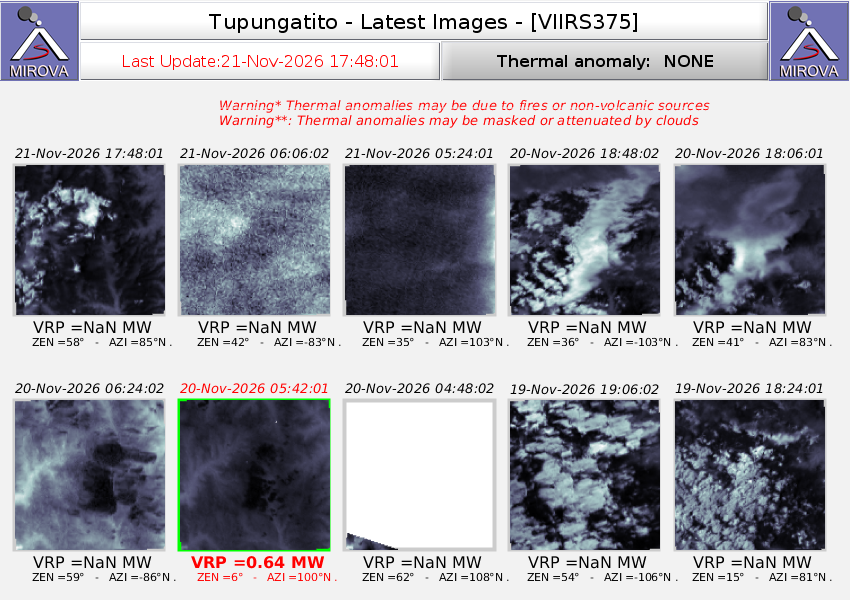 Tupungatito - Latest Images - [VIIRS375]
MIROVA
Last Update:21-Nov-2026 17:48:01
Thermal anomaly: NONE
MIROVA
Warning* Thermal anomalies may be due to fires or non-volcanic sources
Warning**: Thermal anomalies may be masked or attenuated by clouds
21-Nov-2026 17:48:01 21-Nov-2026 06:06:02 21-Nov-2026 05:24:01 20-Nov-2026 18:48:02 20-Nov-2026 18:06:01
VRP =NaN MW VRP =NaN MW VRP =NaN MW VRP =NaN MW VRP =NaN MW
ZEN =58° - AZI =85°N . ZEN =42° - AZI =-83°N . ZEN =35° - AZI =103°N . ZEN =36° - AZI =-103°N . ZEN =41° - AZI =83°N .
20-Nov-2026 06:24:02 20-Nov-2026 05:42:01 20-Nov-2026 04:48:02 19-Nov-2026 19:06:02 19-Nov-2026 18:24:01
VRP =NaN MW VRP =0.64 MW VRP =NaN MW VRP =NaN MW VRP =NaN MW
ZEN =59° - AZI =-86°N . ZEN =6° - AZI =100°N . ZEN =62° - AZI =108°N . ZEN =54° - AZI =-106°N . ZEN =15° - AZI =81°N .